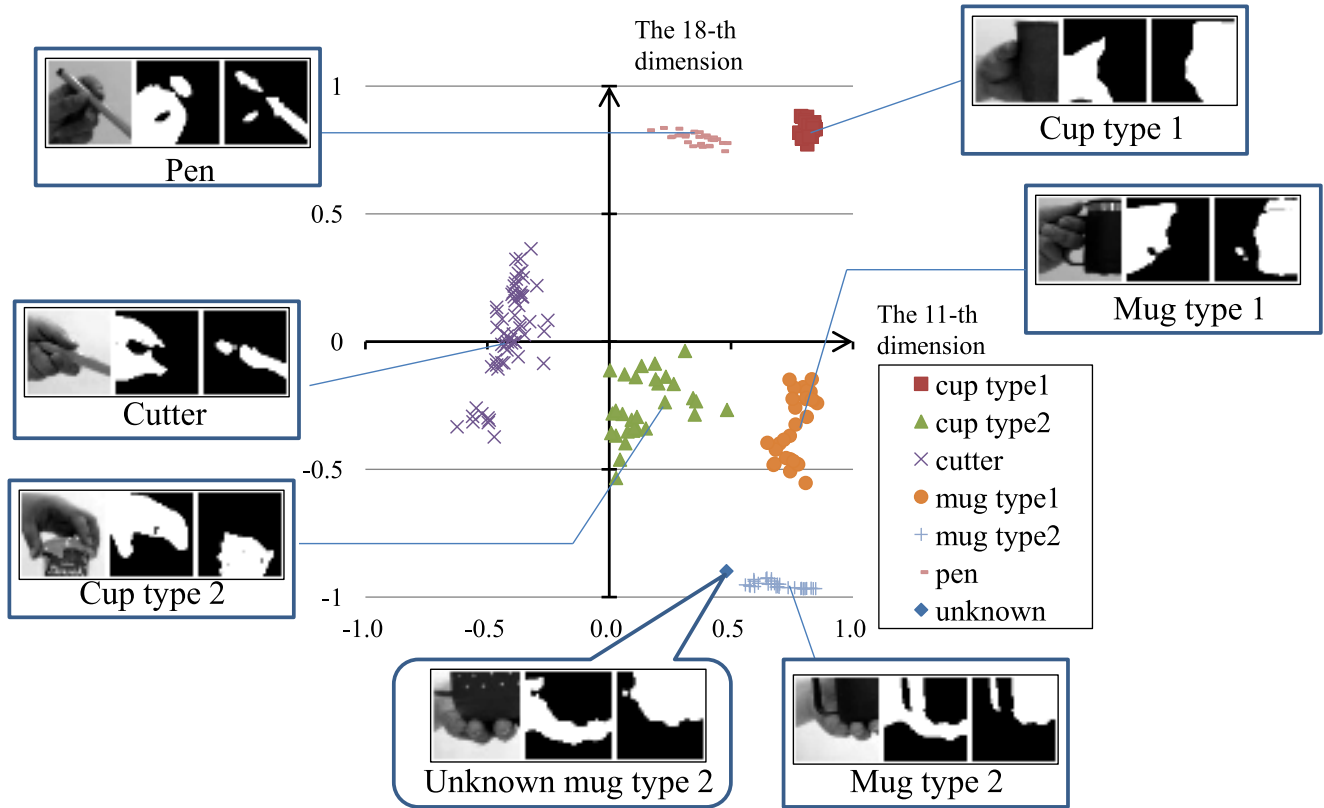 The 18-th
dimension
Pen
Cup type 1
Mug type 1
Cutter
Cup type 2
1
0.5
0
-0.5
-1
-1.0
-0.5
0.0
0.5
1.0
The 11-th
dimension
cup type1
cup type2
cutter
mug type1
mug type2
pen
unknown
Unknown mug type 2
Mug type 2